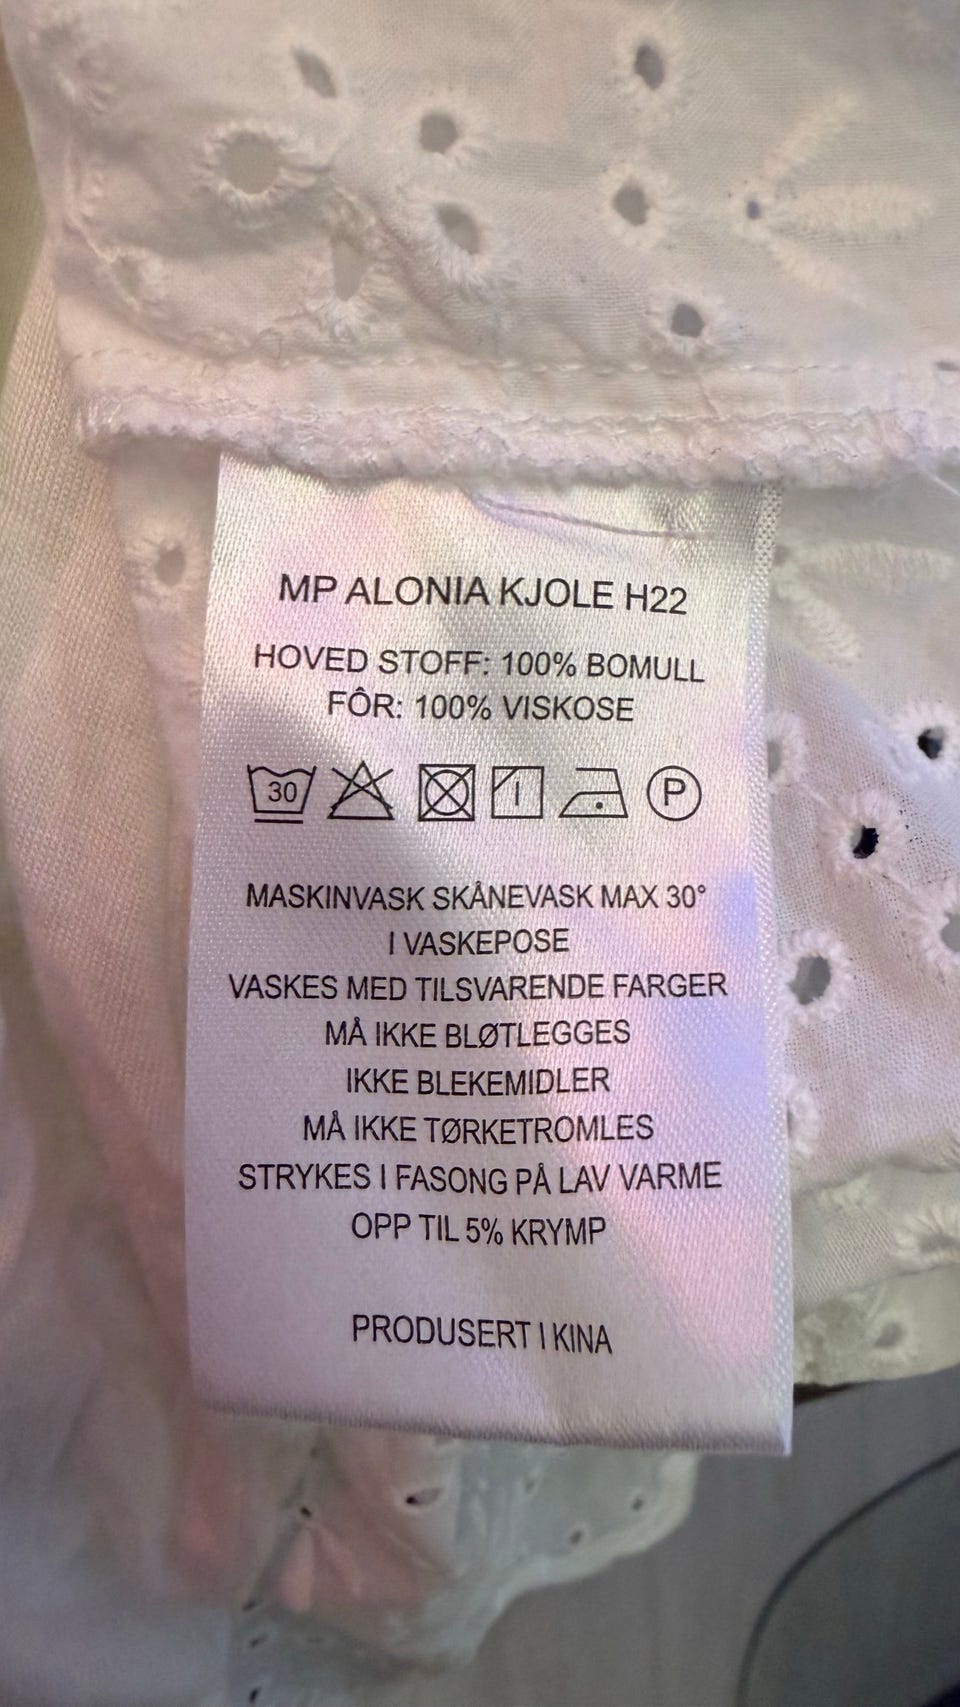 MP ALONIA KJOLE H22
HOVED STOFF: 100% BOMULL
FÔR: 100% VISKOSE
30 P
MASKINVASK SKÅNEVASK MAX 30°
I VASKEPOSE
VASKES MED TILSVARENDE FARGER
MÅ IKKE BLØTLEGGES
IKKE BLEKEMIDLER
MÅ IKKE TØRKETROMLES
STRYKES I FASONG PÅ LAV VARME
OPP TIL 5% KRYMP
PRODUSERT I KINA